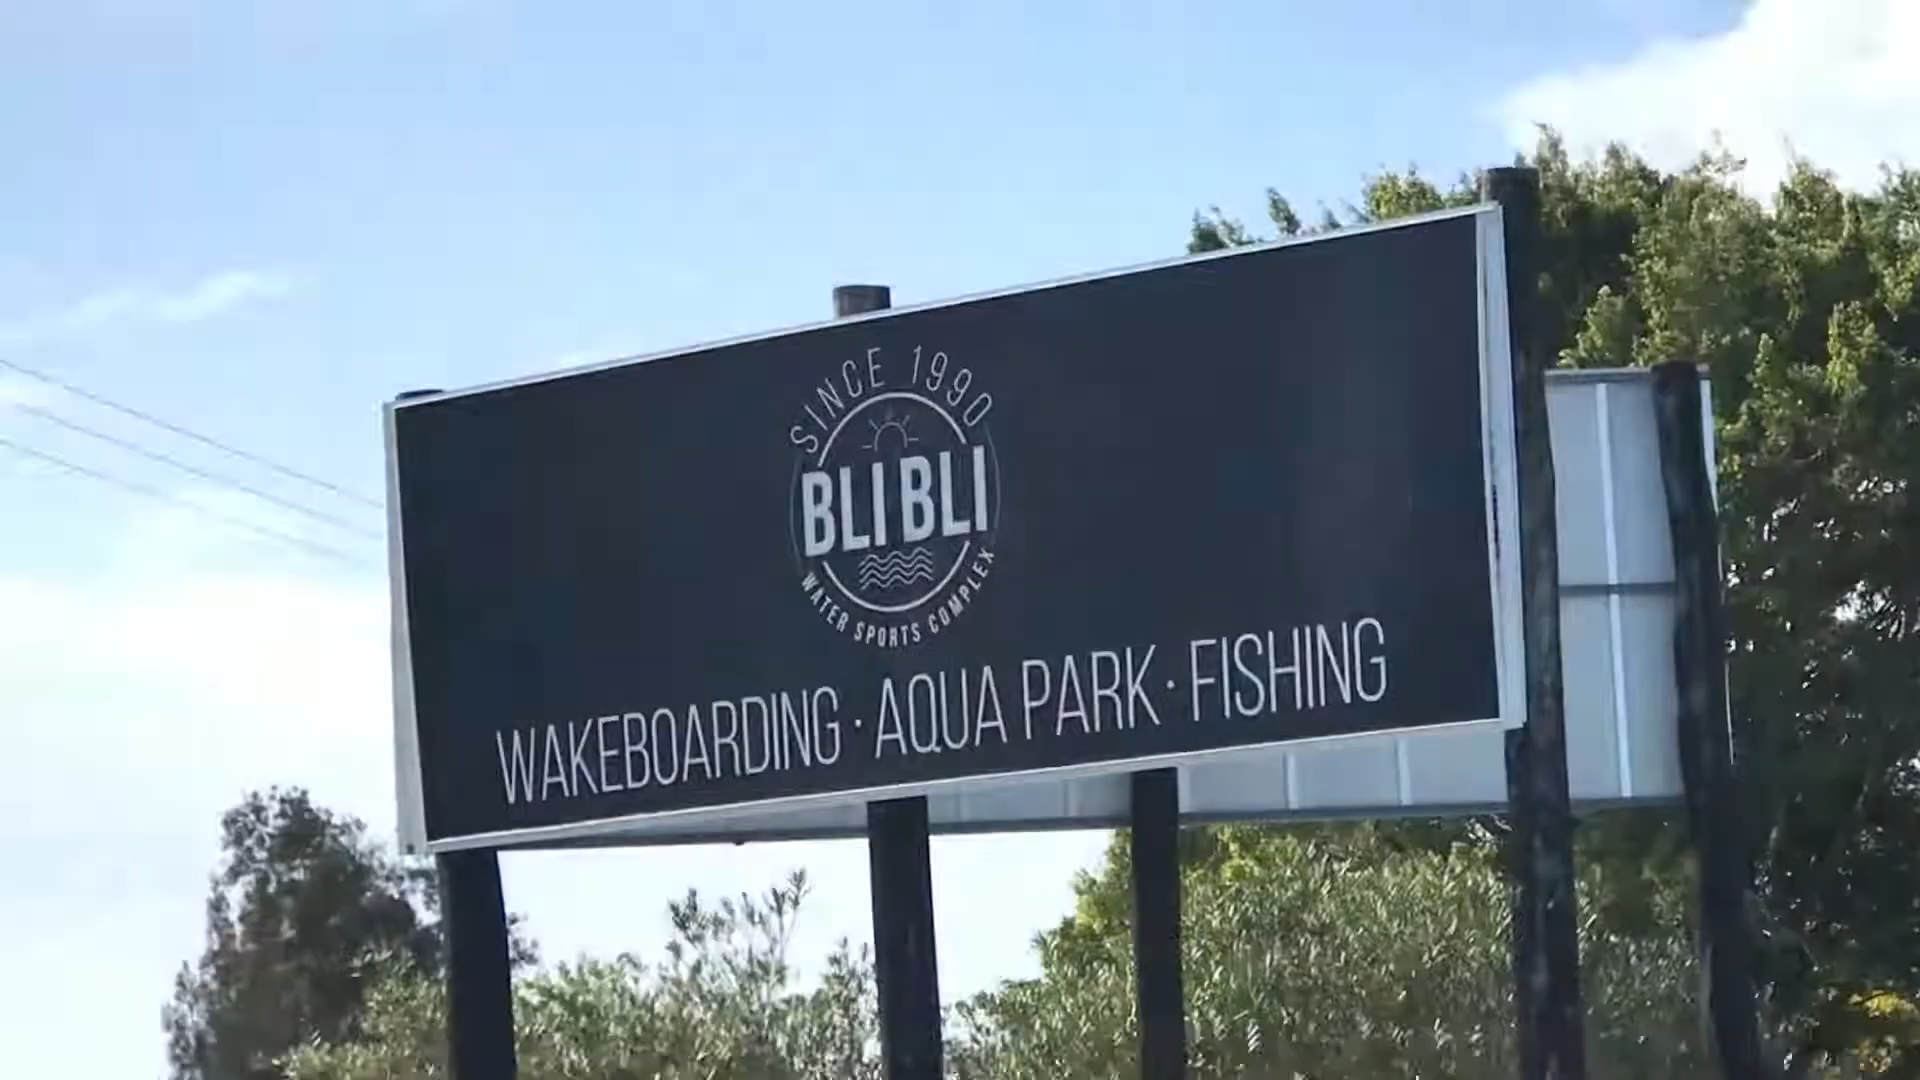 SINCE 1990
BLI BLI
WATER SPORTS COMPLEX
WAKEBOARDING · AQUA PARK · FISHING